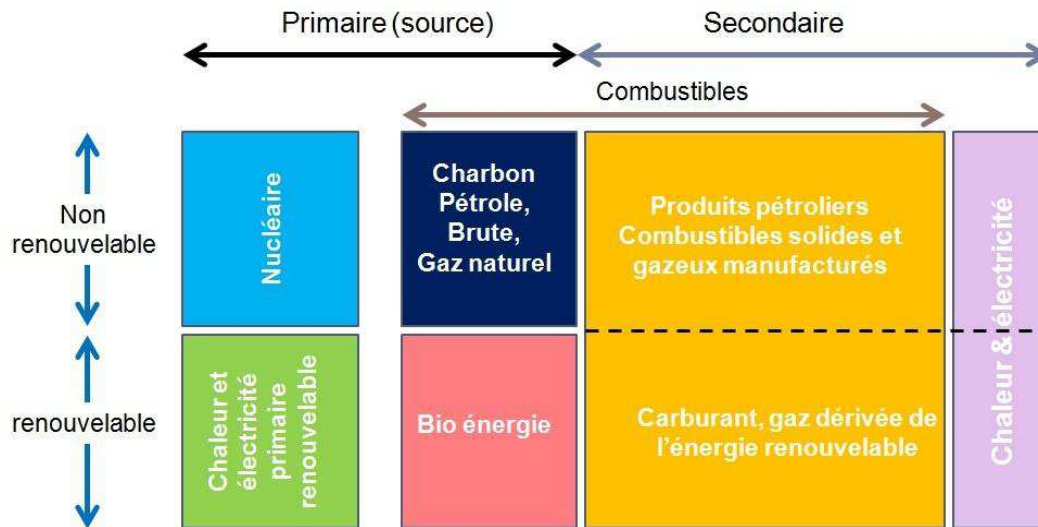 Primaire (source)
Secondaire
Combustibles
Non
renouvelable
Nucléaire
Charbon
Pétrole,
Brute,
Gaz naturel
Produits pétroliers
Combustibles solides et
gazeux manufacturés
Chaleur & électricité
renouvelable
Chaleur et
électricité
primaire
renouvelable
Bio énergie
Carburant, gaz dérivée de
l'énergie renouvelable